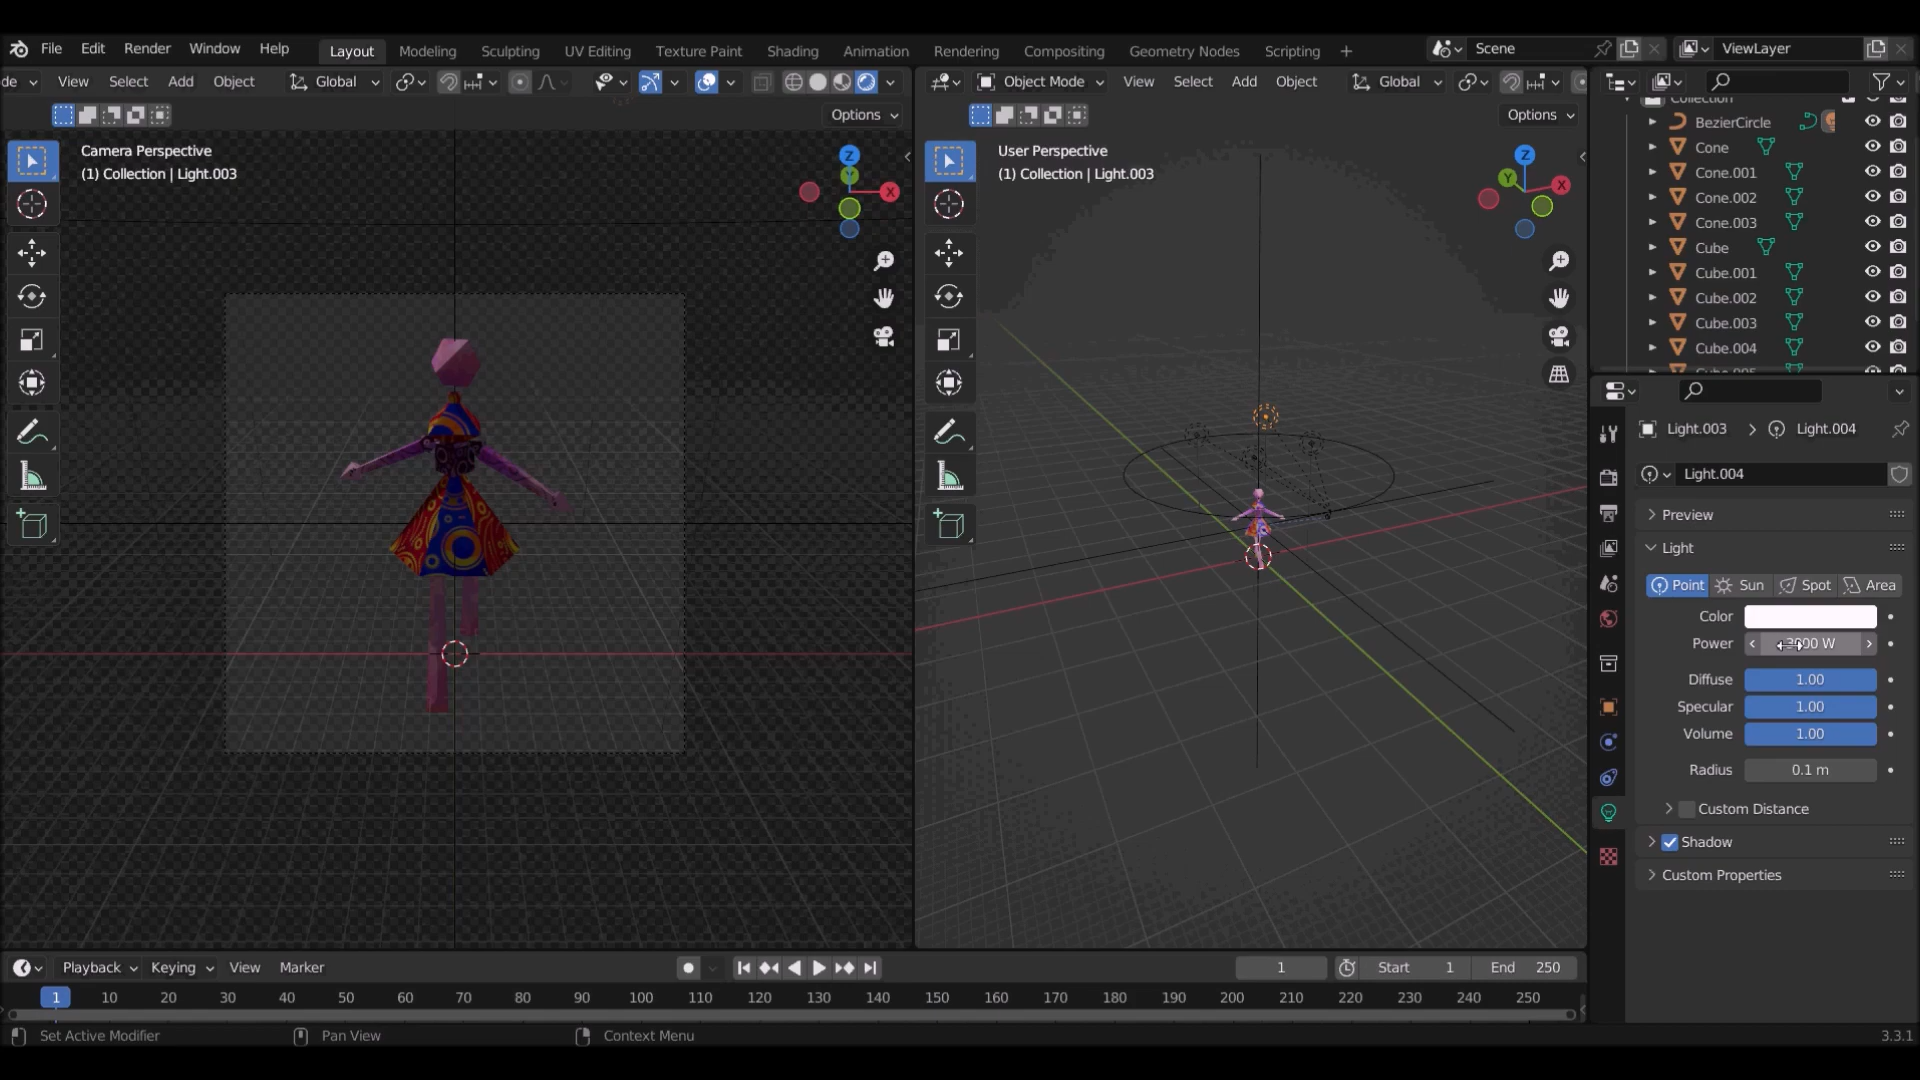 File Edit Render Window Help Layout Modeling Sculpting UV Editing Texture Paint Shading Animation Rendering Compositing Geometry Nodes Scripting + Scene ViewLayer
de View Select Add Object Global Object Mode View Select Add Object Global
Options Options
Camera Perspective
(1) Collection | Light.003
Z
Y
X
User Perspective
(1) Collection | Light.003
Z
Y
X
Collection
BezierCircle
Cone
Cone.001
Cone.002
Cone.003
Cube
Cube.001
Cube.002
Cube.003
Cube.004
Light.003 > Light.004
Light.004
Preview
Light
Point Sun Spot Area
Color
Power 3000 W
Diffuse 1.00
Specular 1.00
Volume 1.00
Radius 0.1 m
Custom Distance
Shadow
Custom Properties
Playback Keying View Marker 1 Start 1 End 250
1 10 20 30 40 50 60 70 80 90 100 110 120 130 140 150 160 170 180 190 200 210 220 230 240 250
Set Active Modifier Pan View Context Menu 3.3.1